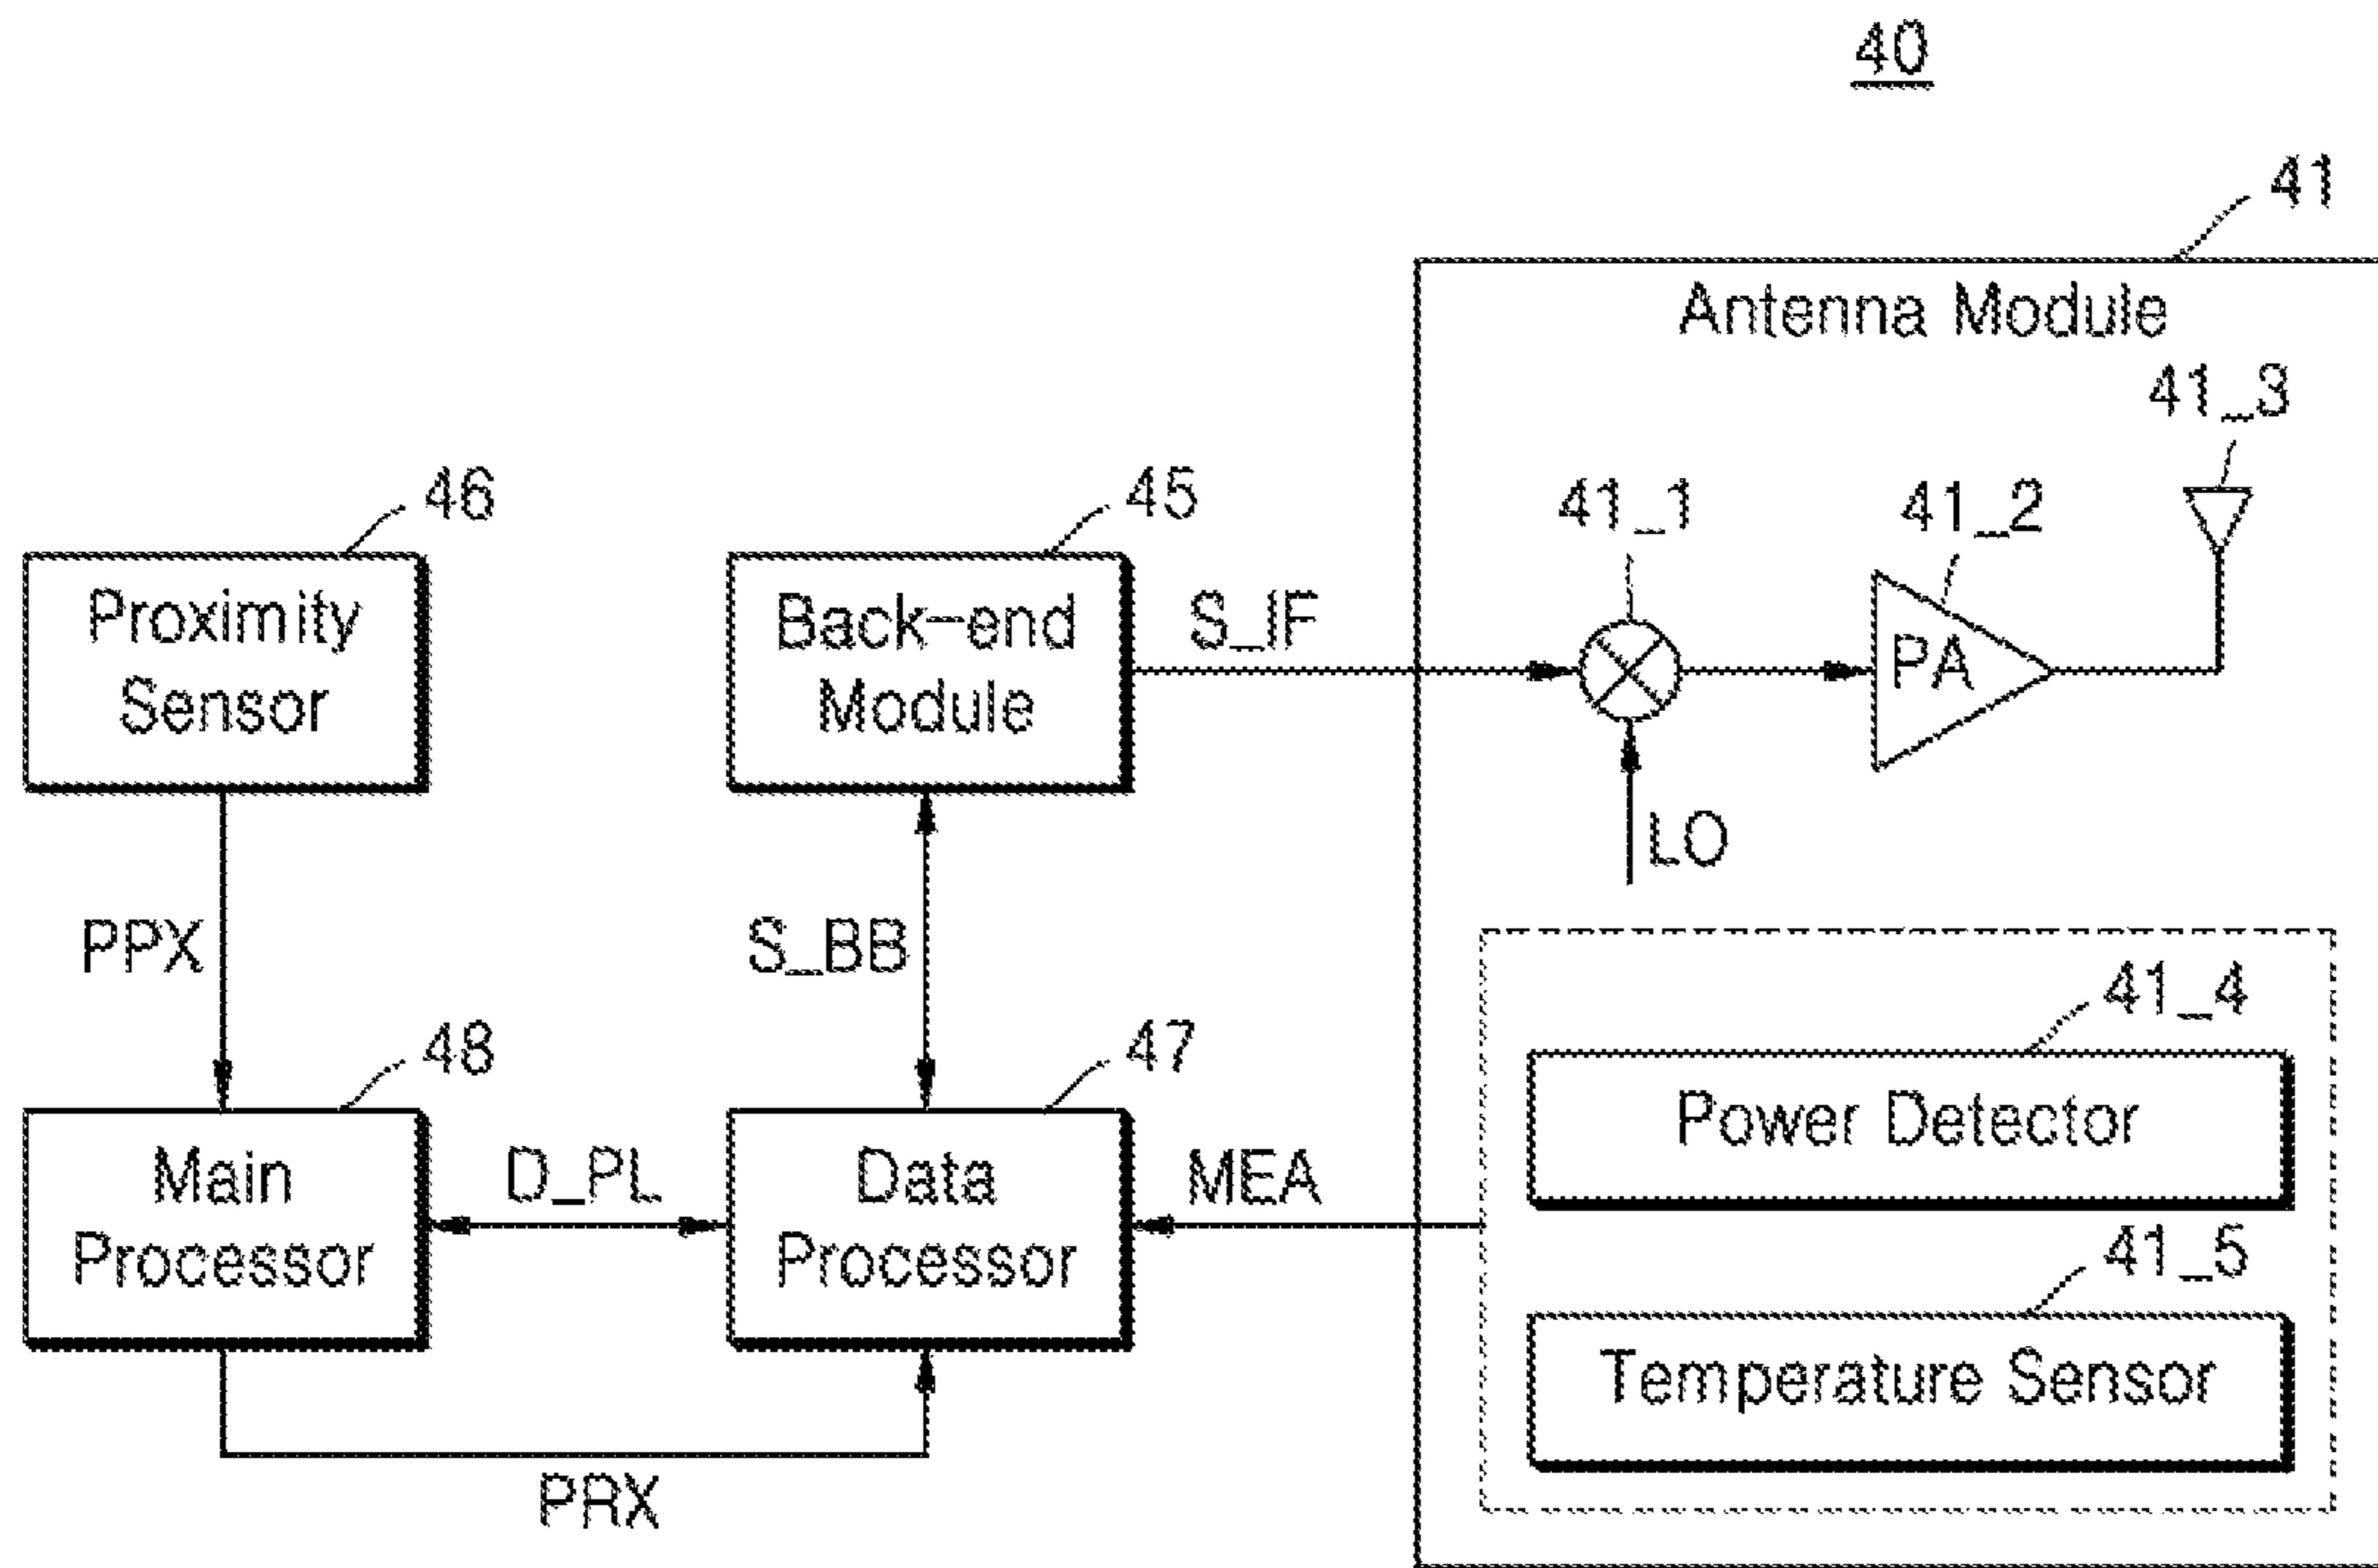 40
41
Antenna Module
41_3
46
45
41_1
41_2
Proximity
Sensor
Back-end
Module
S_IF
PA
LO
PPX
S_BB
41_4
48
47
Power Detector
Main
Processor
D_PL
Data
Processor
MEA
41_5
Temperature Sensor
PRX